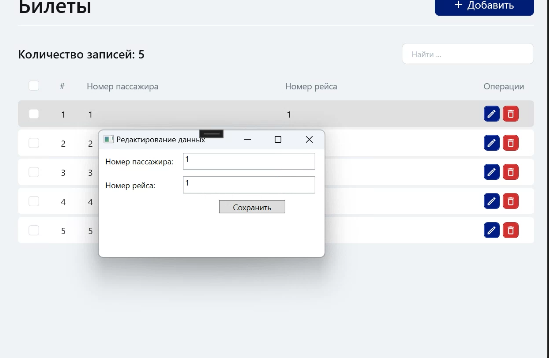 Билеты
+ Добавить
Количество записей: 5
Найти ...
# Номер пассажира Номер рейса Операции
1 1 1
2 2
Редактирование данных
Номер пассажира: 1
3 3
Номер рейса: 1
4 4
Сохранить
5 5